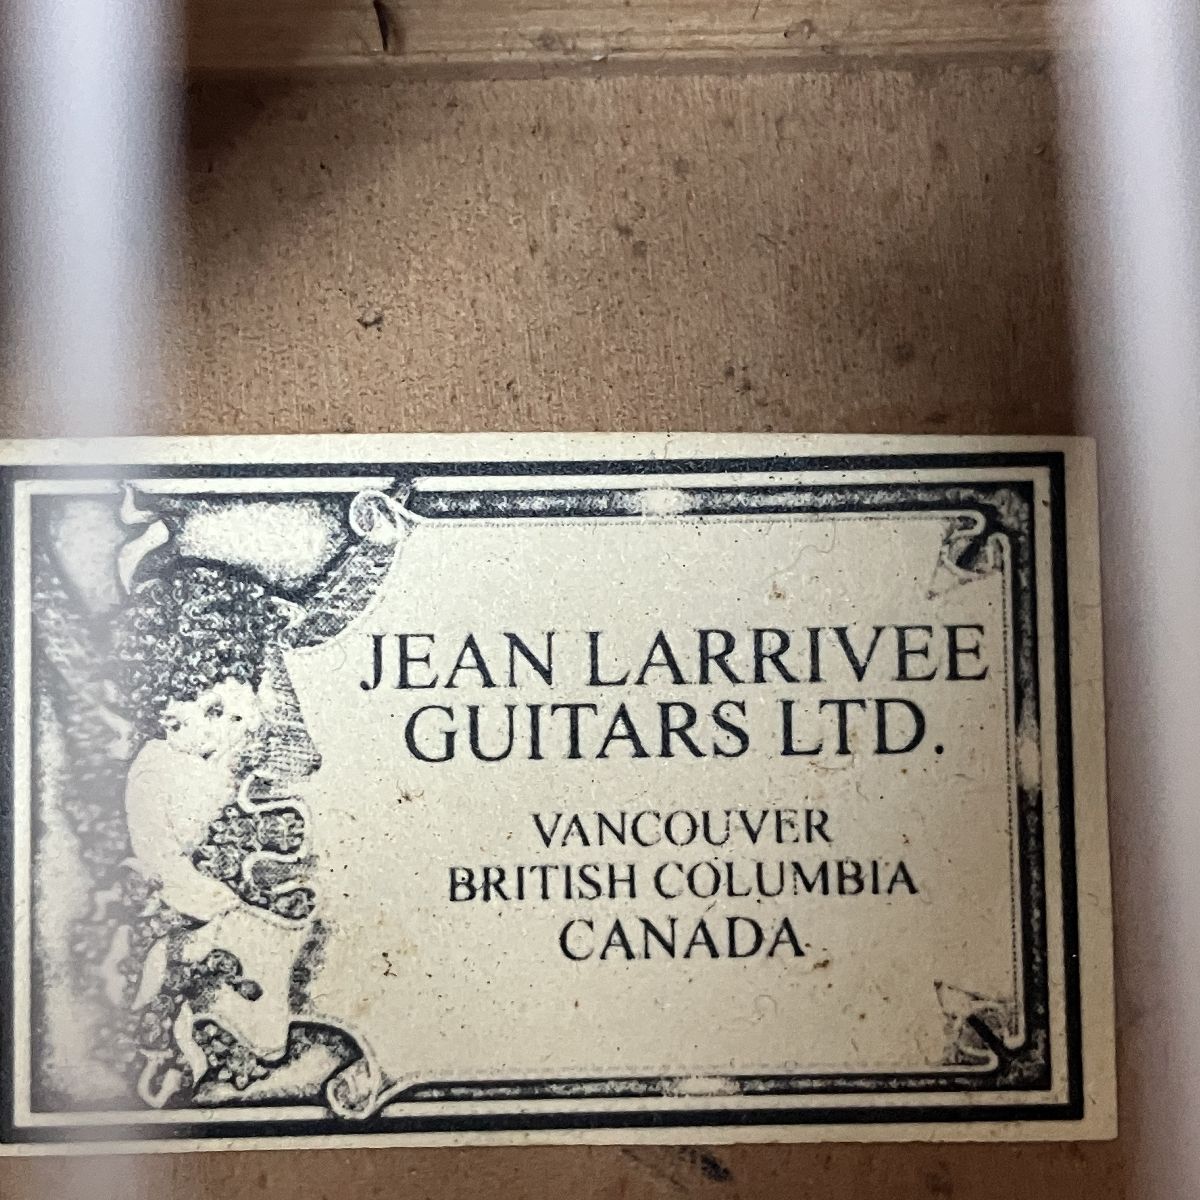 JEAN LARRIVEE
GUITARS LTD.
VANCOUVER
BRITISH COLUMBIA
CANADA